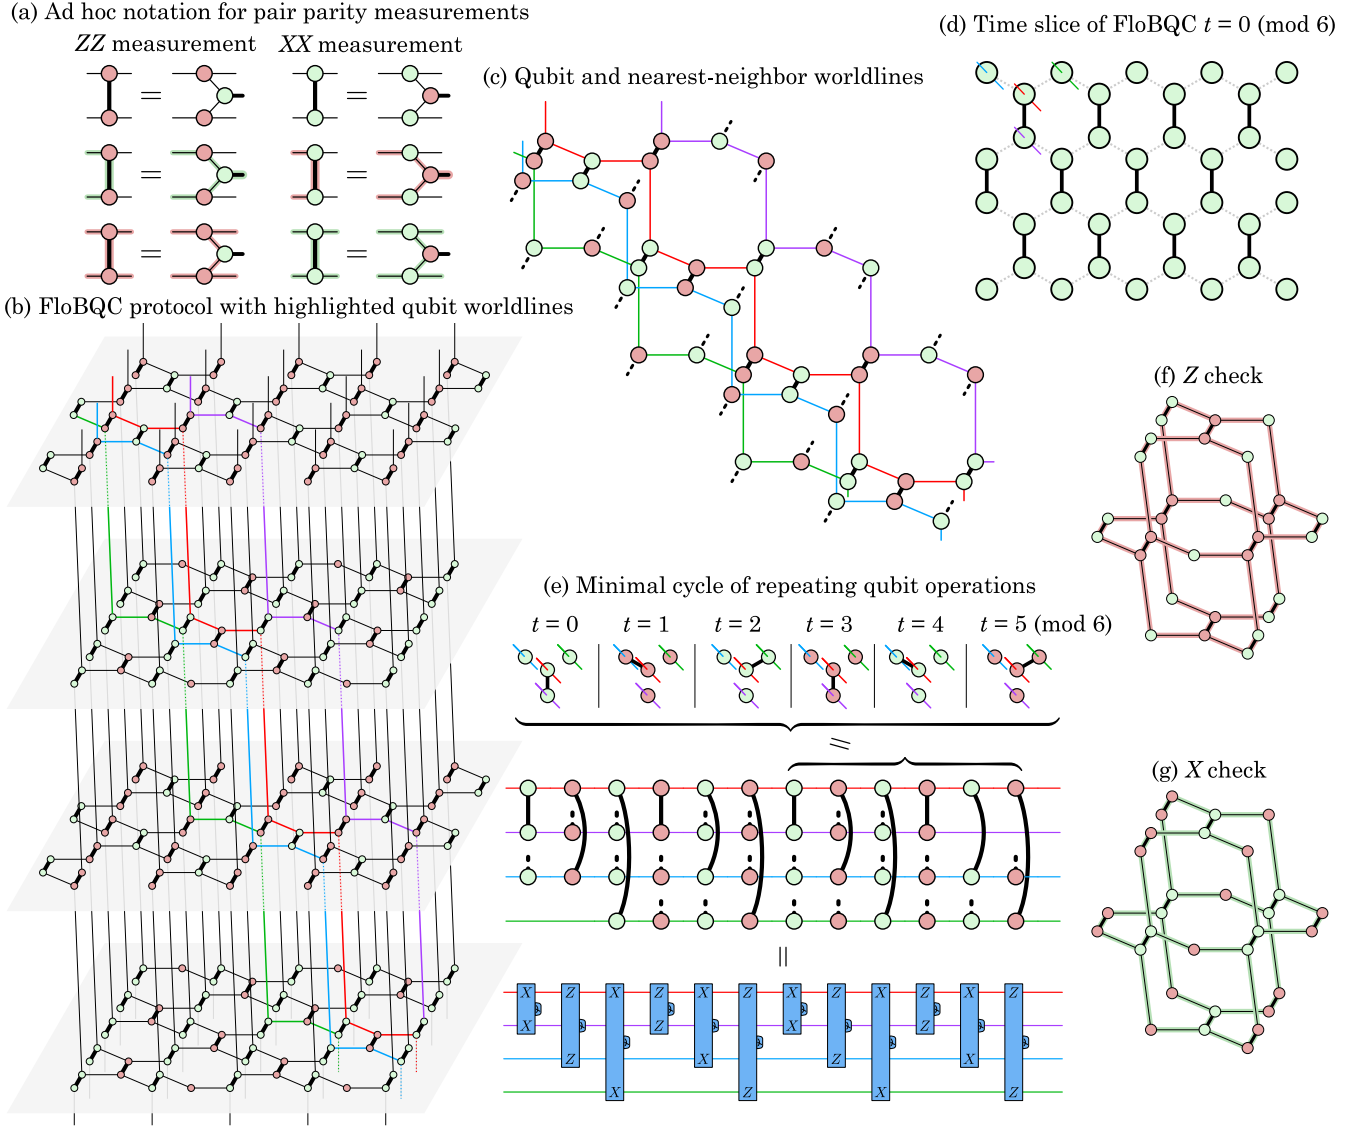 (a) Ad hoc notation for pair parity measurements
ZZ measurement XX measurement
= =
= =
= =
(b) FloBQC protocol with highlighted qubit worldlines
(c) Qubit and nearest-neighbor worldlines
(d) Time slice of FloBQC t = 0 (mod 6)
(e) Minimal cycle of repeating qubit operations
t = 0 t = 1 t = 2 t = 3 t = 4 t = 5 (mod 6)
=
=
X Z X Z X Z X Z X Z X Z
X Z X Z
Z X Z X
X Z X Z
(f) Z check
(g) X check